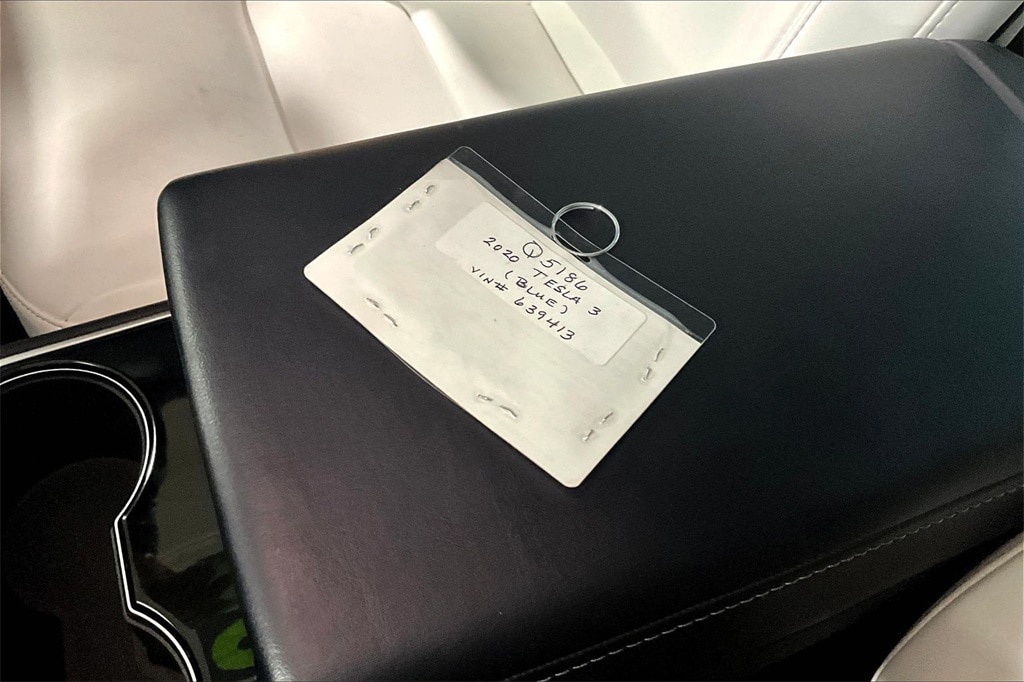 Q5186
2020 TESLA 3
(BLUE)
VIN# 639413